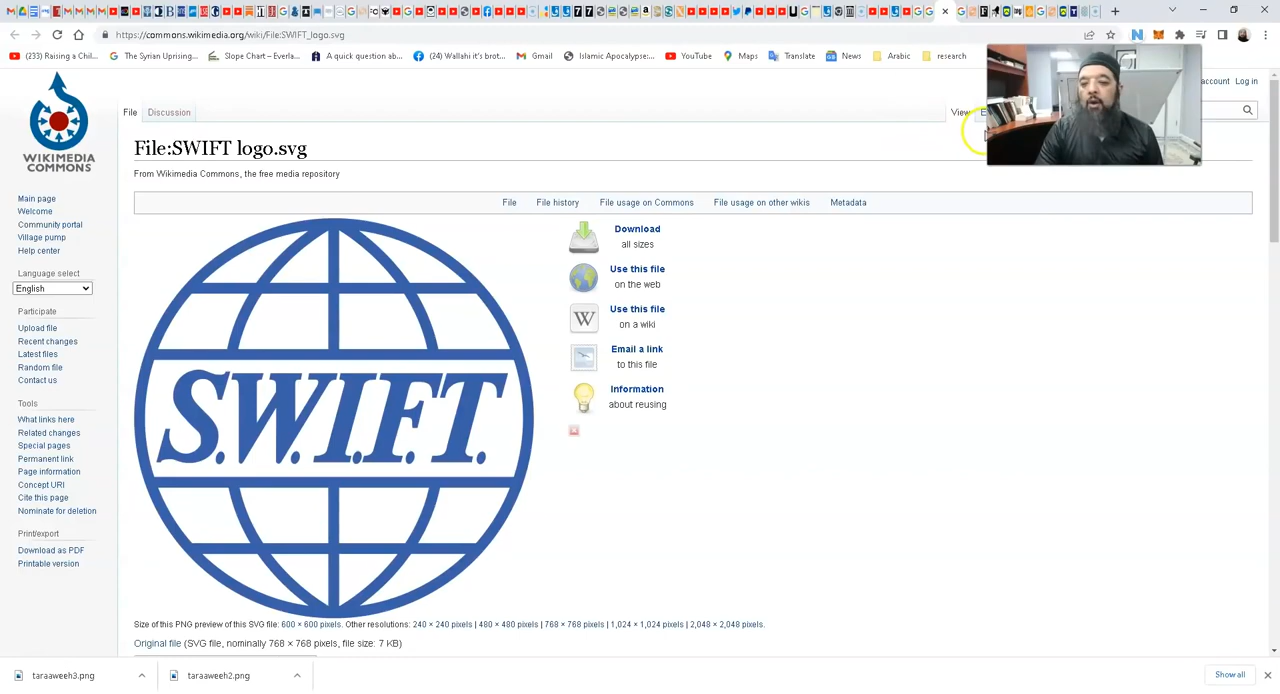 https://commons.wikimedia.org/wiki/File:SWIFT_logo.svg
(233) Raising a Chil...
The Syrian Uprising...
Slope Chart – Everla...
A quick question ab...
(24) Wallahi it's brou...
Gmail
Islamic Apocalypse:...
YouTube
Maps
Translate
News
Arabic
research
account
Log in
File
Discussion
View
File:SWIFT logo.svg
From Wikimedia Commons, the free media repository
WIKIMEDIA
COMMONS
Main page
Welcome
Community portal
Village pump
Help center
Language select
English
Participate
Upload file
Recent changes
Latest files
Random file
Contact us
Tools
What links here
Related changes
Special pages
Permanent link
Page information
Concept URI
Cite this page
Nominate for deletion
Print/export
Download as PDF
Printable version
File
File history
File usage on Commons
File usage on other wikis
Metadata
S.W.I.F.T.
Download
all sizes
Use this file
on the web
Use this file
W
on a wiki
Email a link
to this file
Information
about reusing
Size of this PNG preview of this SVG file: 600 × 600 pixels. Other resolutions: 240 × 240 pixels | 480 × 480 pixels | 768 × 768 pixels | 1,024 × 1,024 pixels | 2,048 × 2,048 pixels.
Original file (SVG file, nominally 768 × 768 pixels, file size: 7 KB)
taraaweeh3.png
taraaweeh2.png
Show all